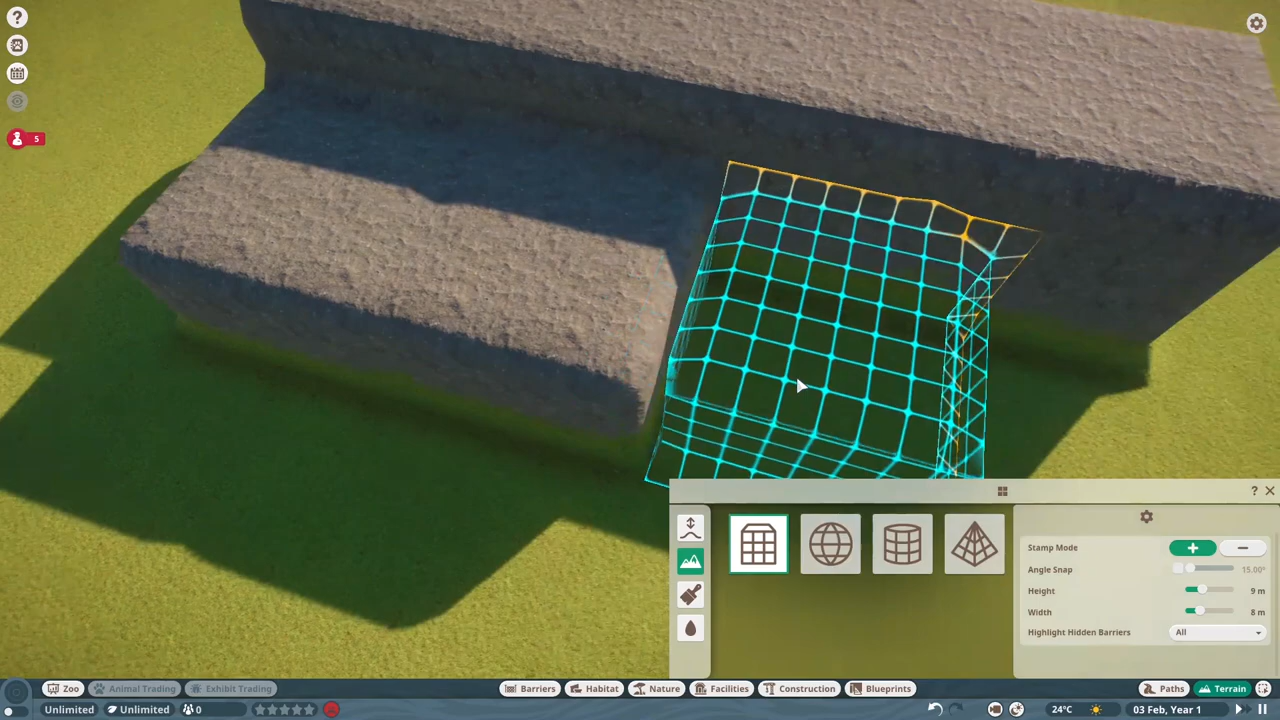 ?
5
?
Stamp Mode
Angle Snap 15.00°
Height 9 m
Width 8 m
Highlight Hidden Barriers All
Zoo Animal Trading Exhibit Trading Barriers Habitat Nature Facilities Construction Blueprints Paths Terrain
Unlimited Unlimited 0 24°C 03 Feb, Year 1